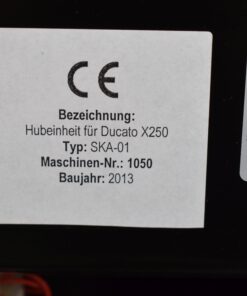 CE
Bezeichnung:
Hubeinheit für Ducato X250
Typ: SKA-01
Maschinen-Nr.: 1050
Baujahr: 2013